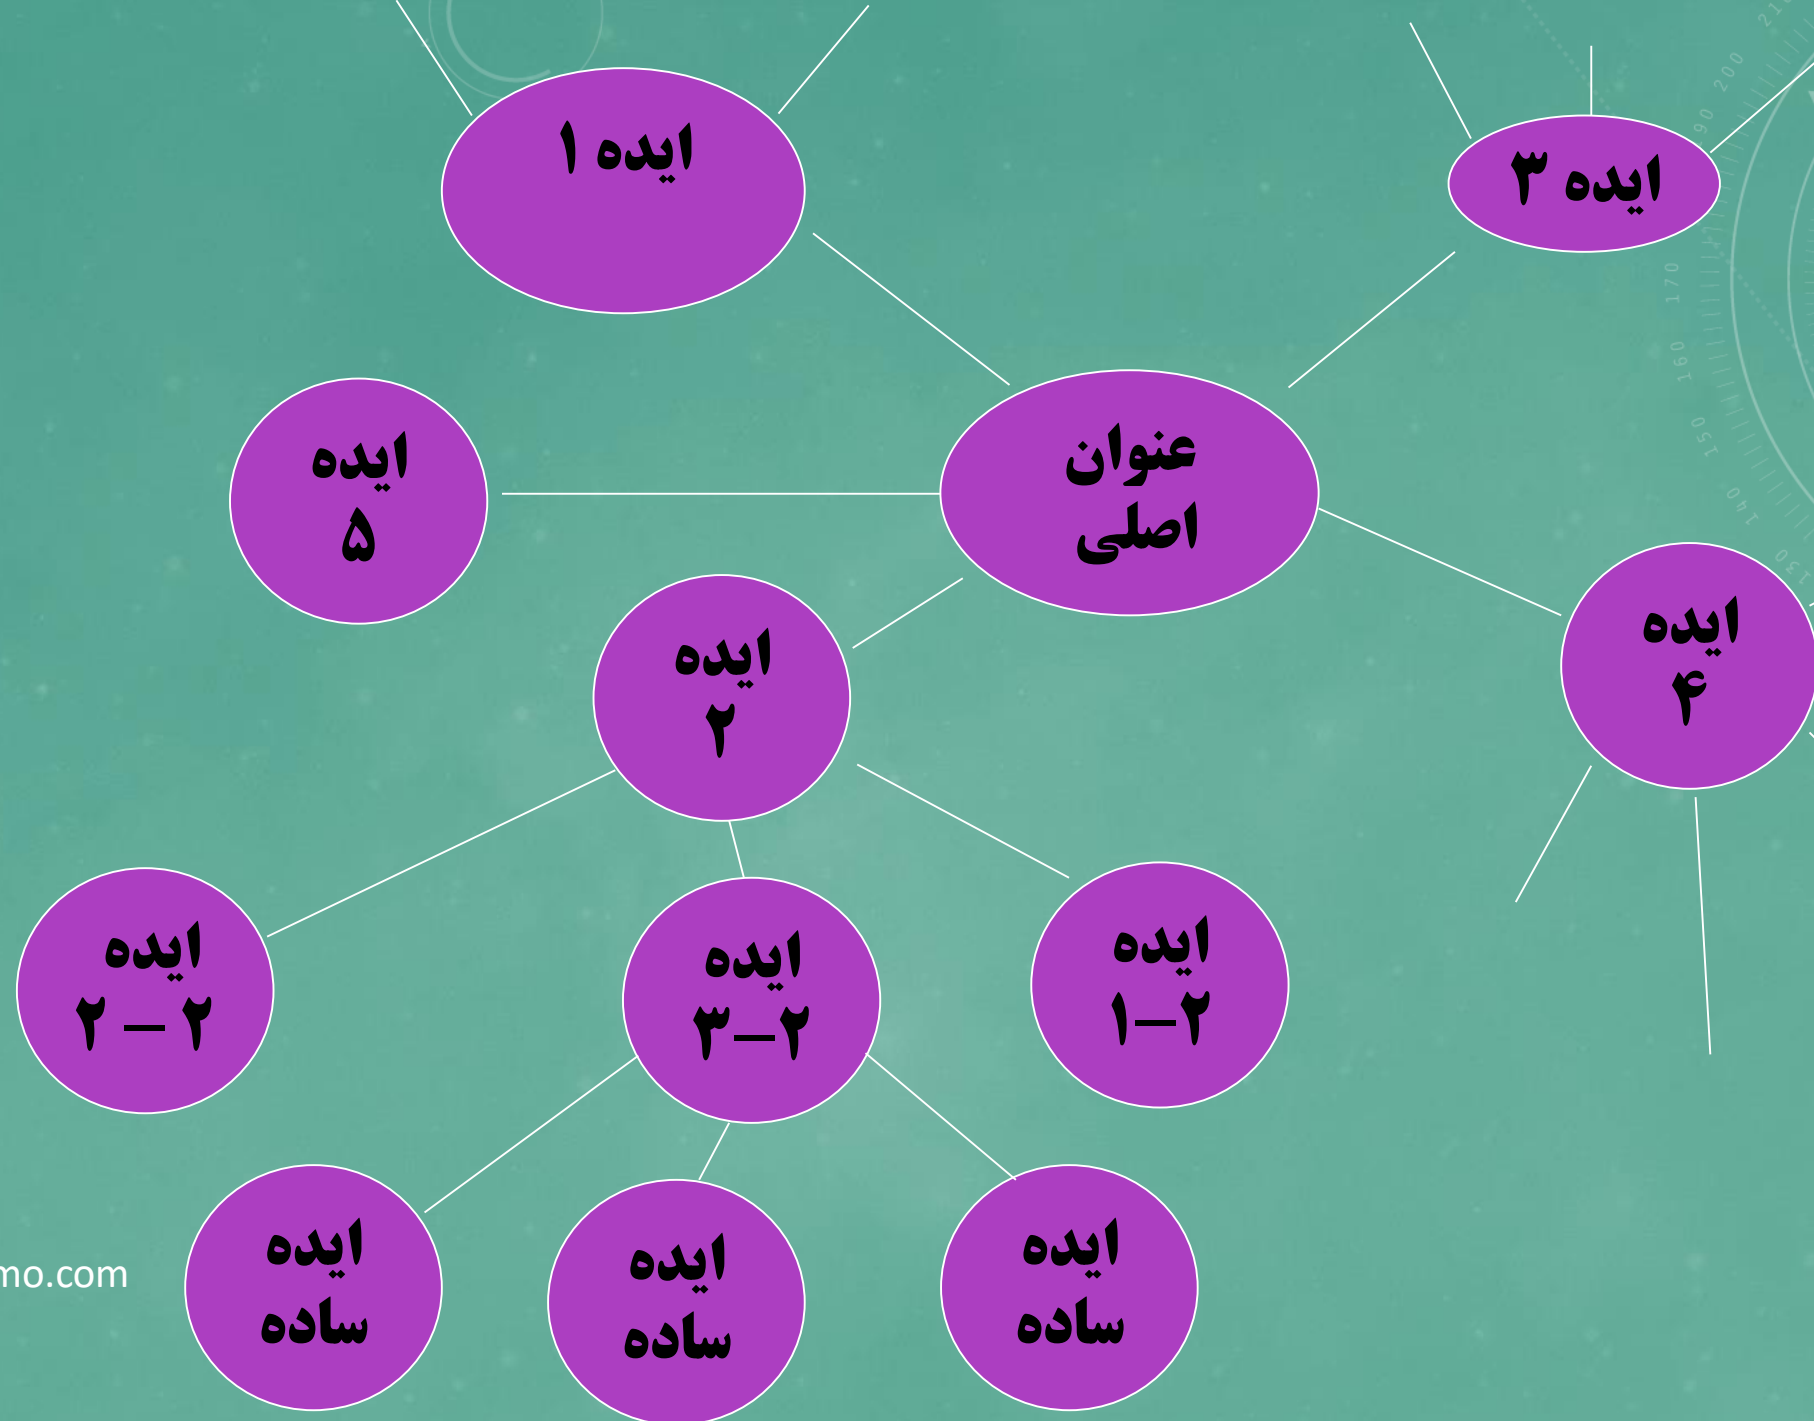 ایده ۱
ایده ۳
عنوان
اصلی
ایده
۵
ایده
۴
ایده
۲
ایده
۲–۱
ایده
۲–۳
ایده
۲ – ۲
ایده
ساده
ایده
ساده
ایده
ساده
mo.com